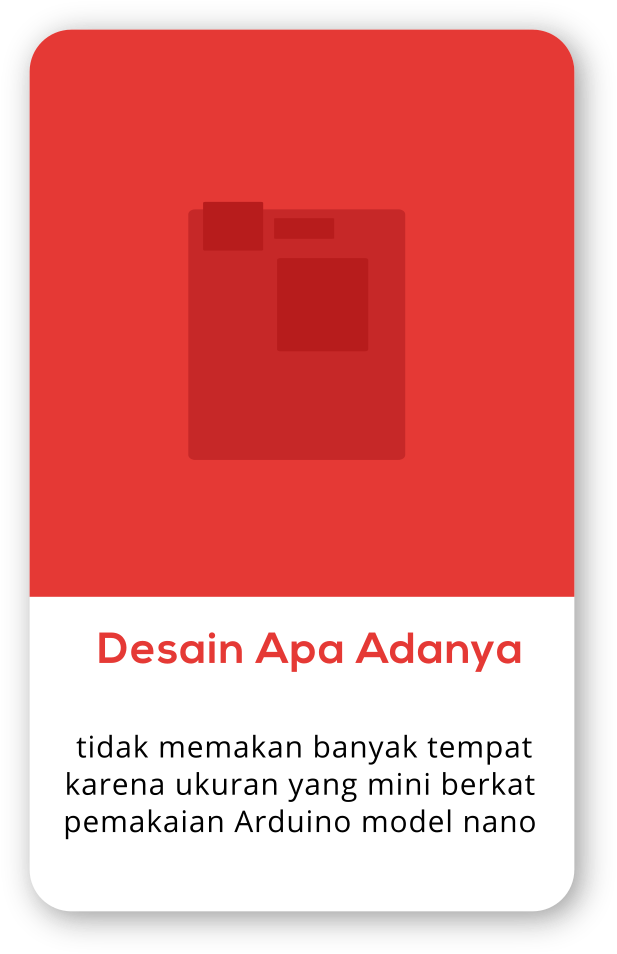 Desain Apa Adanya
tidak memakan banyak tempat
karena ukuran yang mini berkat
pemakaian Arduino model nano